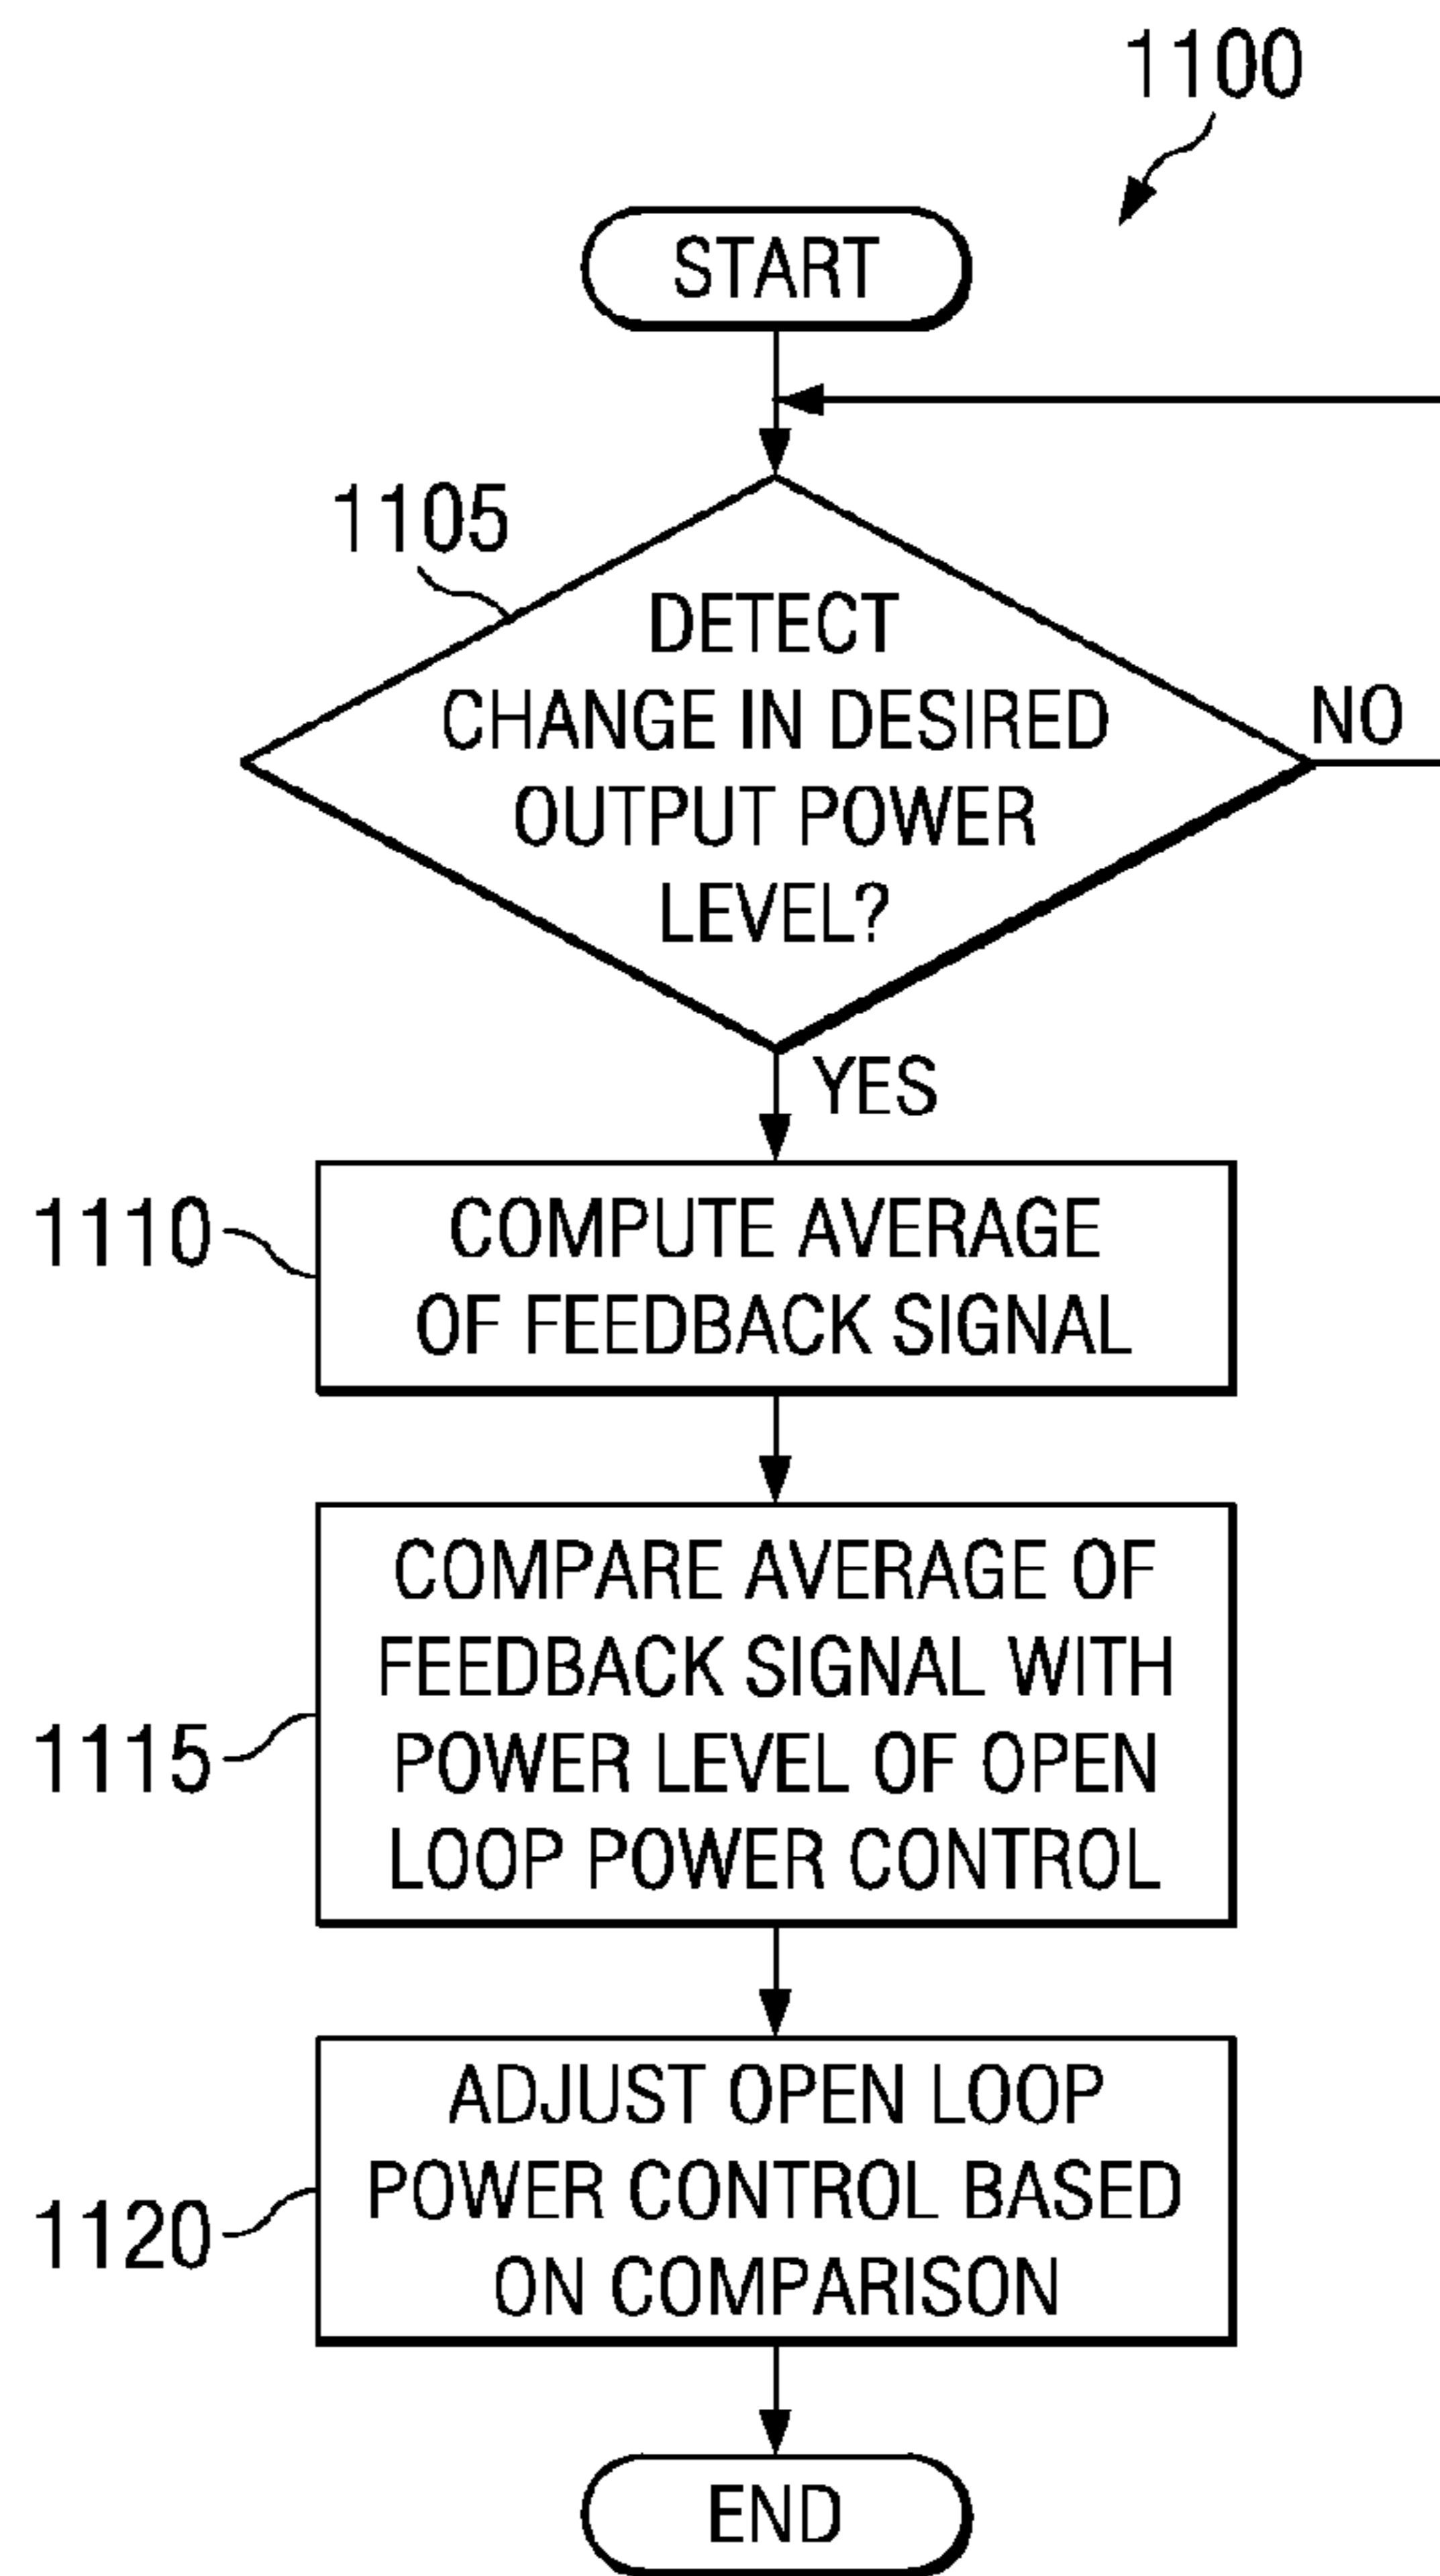 1100
START
1105
DETECT
CHANGE IN DESIRED
OUTPUT POWER
LEVEL?
NO
YES
1110
COMPUTE AVERAGE
OF FEEDBACK SIGNAL
1115
COMPARE AVERAGE OF
FEEDBACK SIGNAL WITH
POWER LEVEL OF OPEN
LOOP POWER CONTROL
1120
ADJUST OPEN LOOP
POWER CONTROL BASED
ON COMPARISON
END